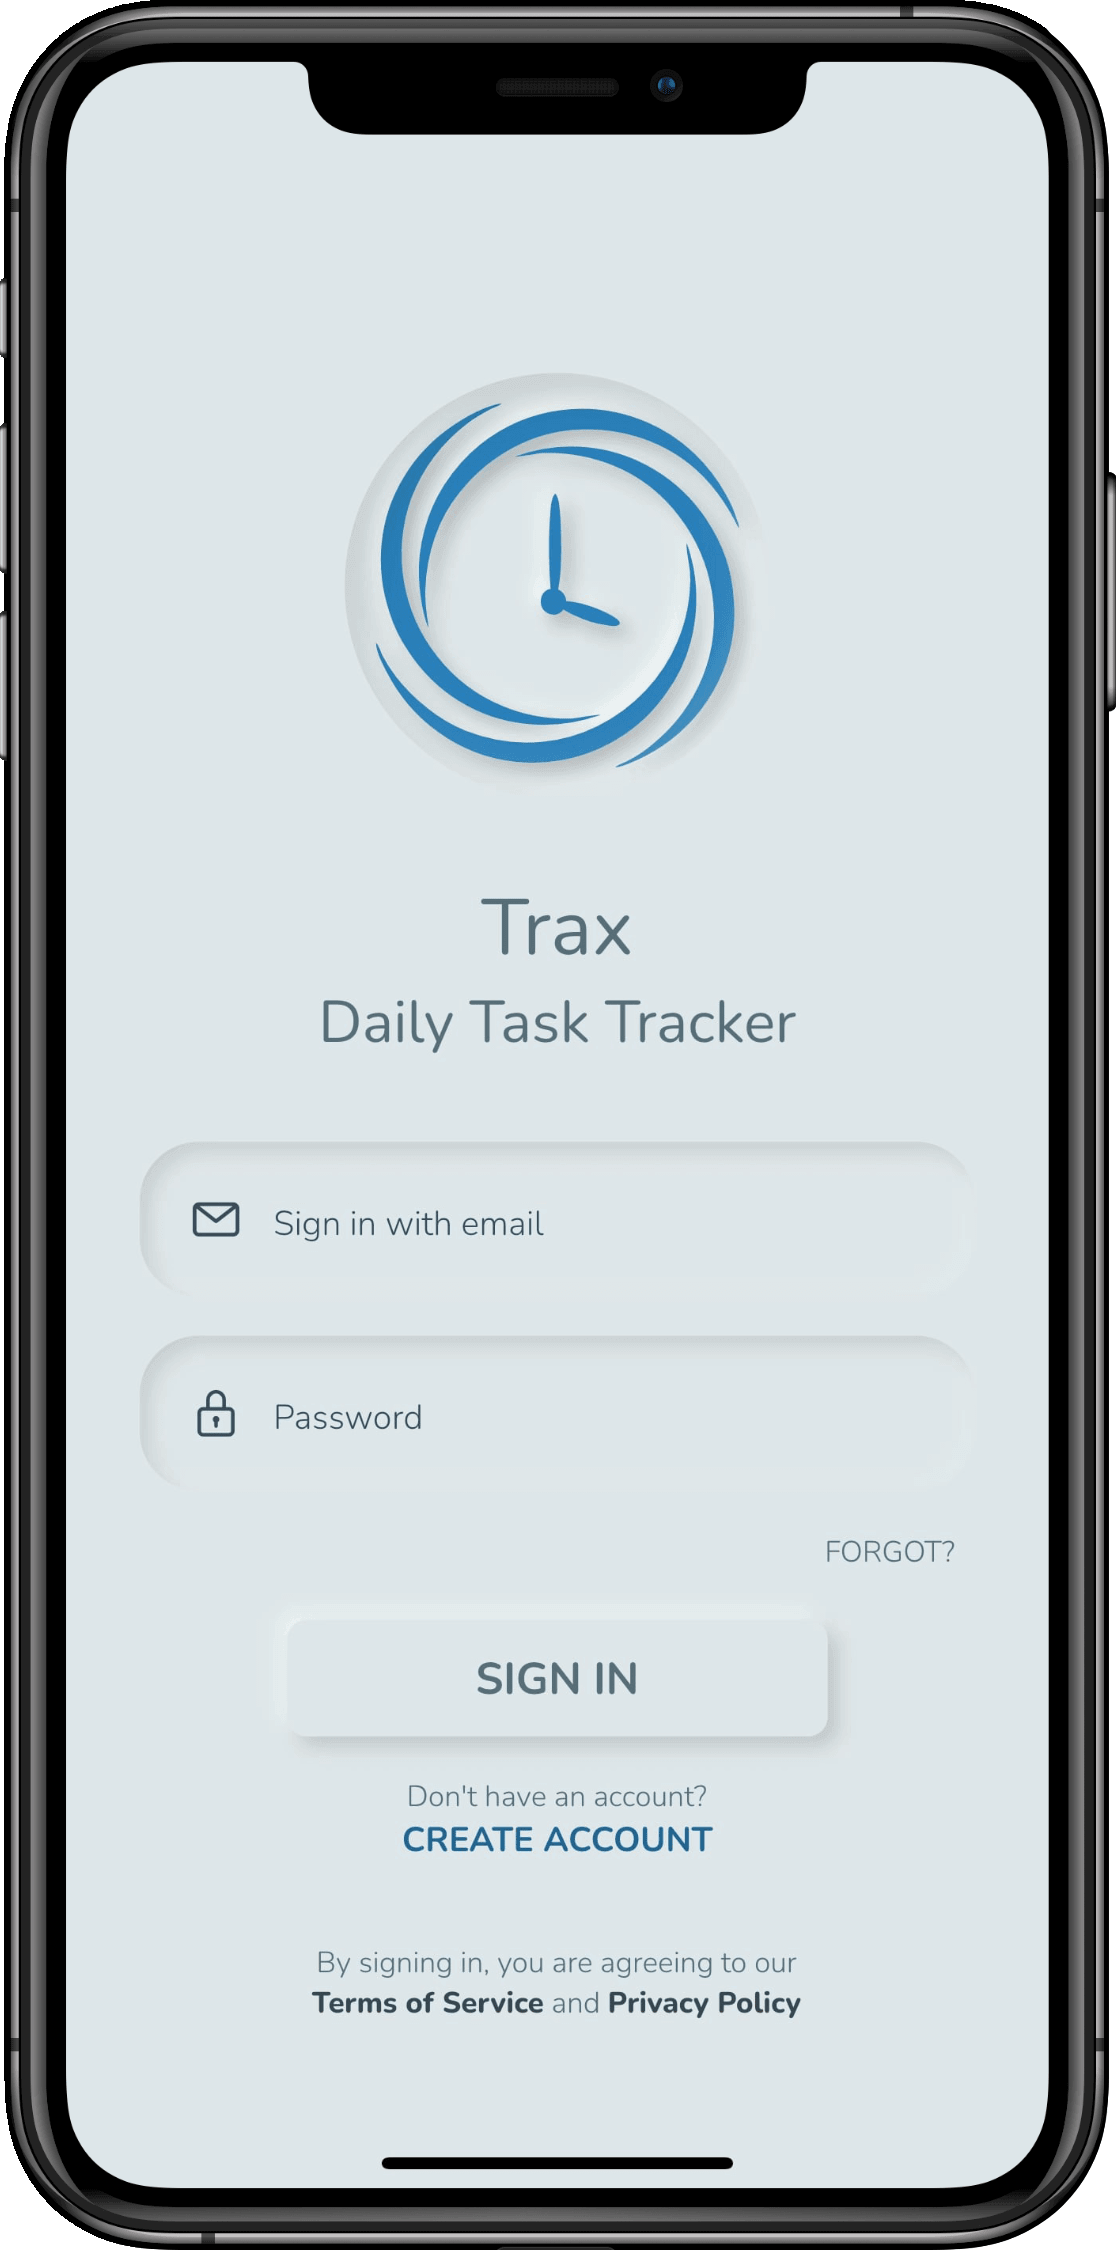 Trax
Daily Task Tracker
Sign in with email
Password
FORGOT?
SIGN IN
Don't have an account?
CREATE ACCOUNT
By signing in, you are agreeing to our
Terms of Service and Privacy Policy